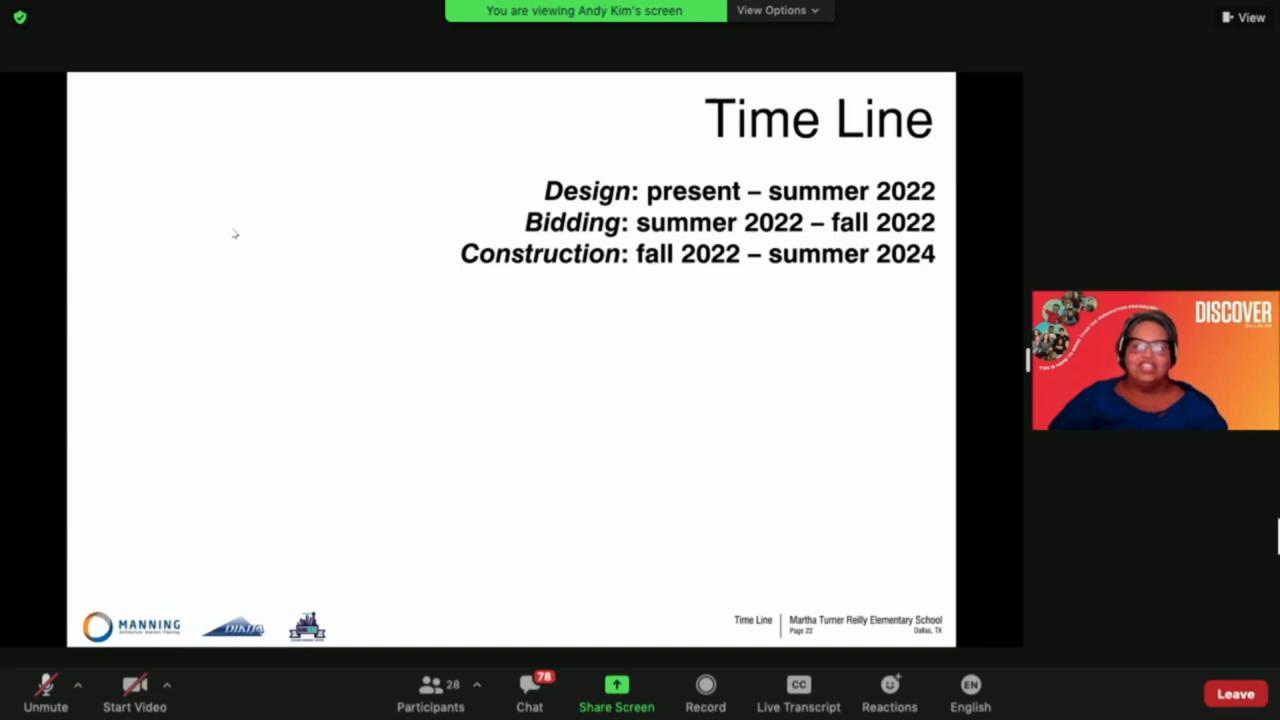 You are viewing Andy Kim's screen
View Options
View
Time Line
Design: present – summer 2022
Bidding: summer 2022 – fall 2022
Construction: fall 2022 – summer 2024
DISCOVER
MANNING
DIKITA
Time Line
Page 22
Martha Turner Reilly Elementary School
Dallas, TX
Unmute
Start Video
28
Participants
78
Chat
Share Screen
Record
CC
Live Transcript
Reactions
EN
English
Leave